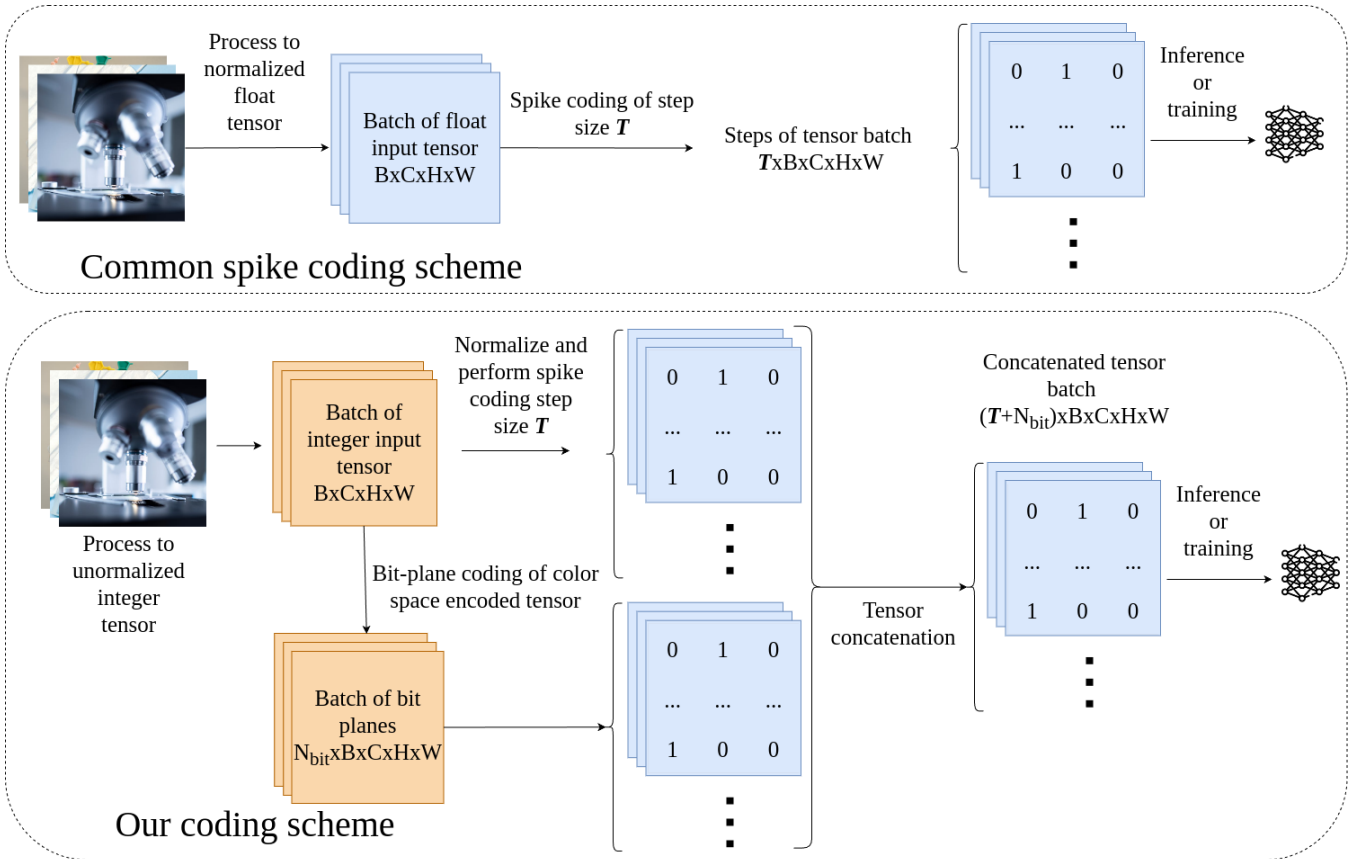 Process to
normalized
float
tensor
Batch of float
input tensor
BxCxHxW
Spike coding of step
size T
Steps of tensor batch
TxBxCxHxW
0 1 0
... ... ...
1 0 0
Inference
or
training
Common spike coding scheme
Process to
unormalized
integer
tensor
Batch of
integer input
tensor
BxCxHxW
Normalize and
perform spike
coding step
size T
0 1 0
... ... ...
1 0 0
Bit-plane coding of color
space encoded tensor
Batch of bit
planes
NbitxBxCxHxW
0 1 0
... ... ...
1 0 0
Tensor
concatenation
Concatenated tensor
batch
(T+Nbit)xBxCxHxW
0 1 0
... ... ...
1 0 0
Inference
or
training
Our coding scheme